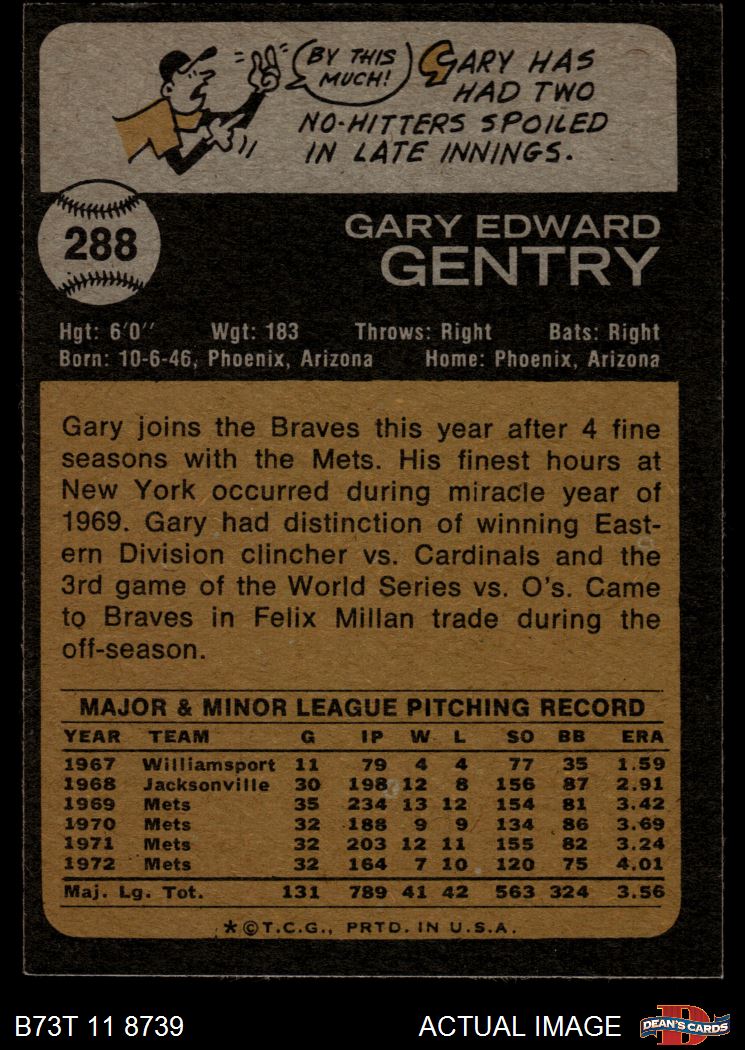 BY THIS MUCH! GARY HAS
HAD TWO
NO-HITTERS SPOILED
IN LATE INNINGS.
288
GARY EDWARD
GENTRY
Hgt: 6'0" Wgt: 183 Throws: Right Bats: Right
Born: 10-6-46, Phoenix, Arizona Home: Phoenix, Arizona
Gary joins the Braves this year after 4 fine
seasons with the Mets. His finest hours at
New York occurred during miracle year of
1969. Gary had distinction of winning East-
ern Division clincher vs. Cardinals and the
3rd game of the World Series vs. O's. Came
to Braves in Felix Millan trade during the
off-season.
MAJOR & MINOR LEAGUE PITCHING RECORD
YEAR TEAM G IP W L SO BB ERA
1967 Williamsport 11 79 4 4 77 35 1.59
1968 Jacksonville 30 198 12 8 156 87 2.91
1969 Mets 35 234 13 12 154 81 3.42
1970 Mets 32 188 9 9 134 86 3.69
1971 Mets 32 203 12 11 155 82 3.24
1972 Mets 32 164 7 10 120 75 4.01
Maj. Lg. Tot. 131 789 41 42 563 324 3.56
*©T.C.G., PRTD. IN U.S.A.
B73T 11 8739 ACTUAL IMAGE DEAN'S CARDS